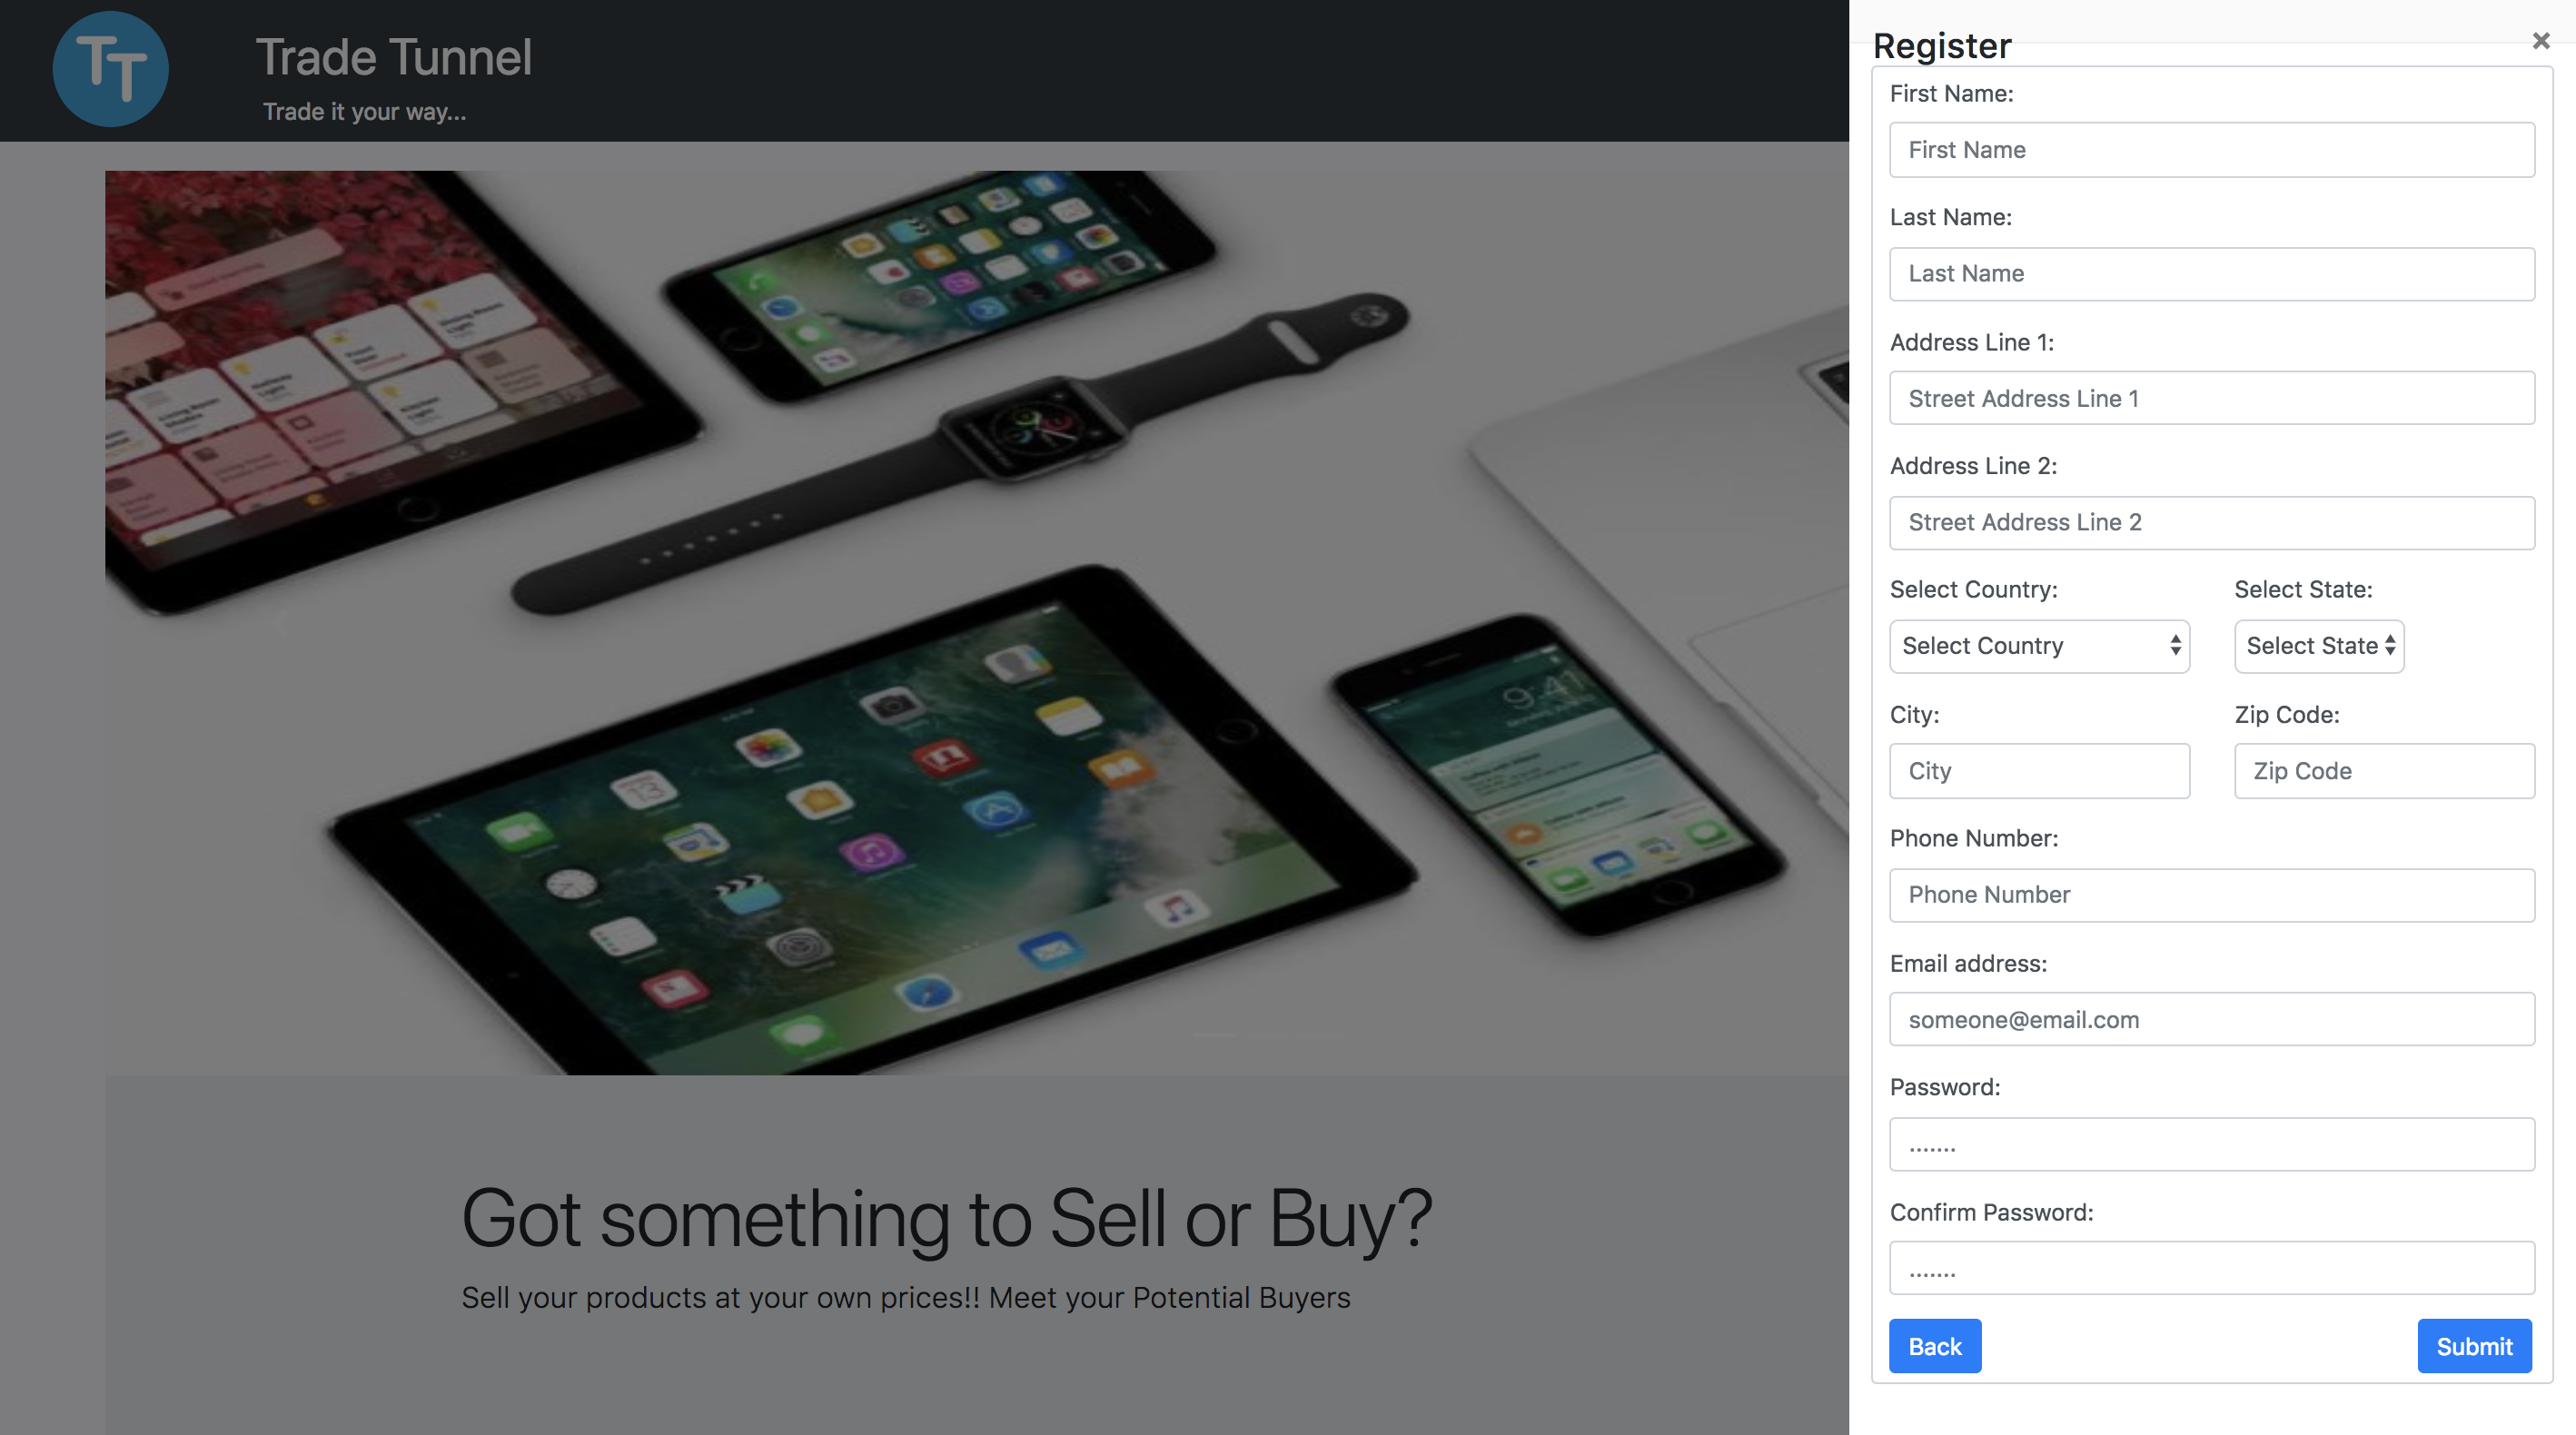 TT
Trade Tunnel
Trade it your way...
9:41
13
Got something to Sell or Buy?
Sell your products at your own prices!! Meet your Potential Buyers
Register
×
First Name:
First Name
Last Name:
Last Name
Address Line 1:
Street Address Line 1
Address Line 2:
Street Address Line 2
Select Country: Select State:
Select Country Select State
City: Zip Code:
City Zip Code
Phone Number:
Phone Number
Email address:
someone@email.com
Password:
.......
Confirm Password:
.......
Back Submit